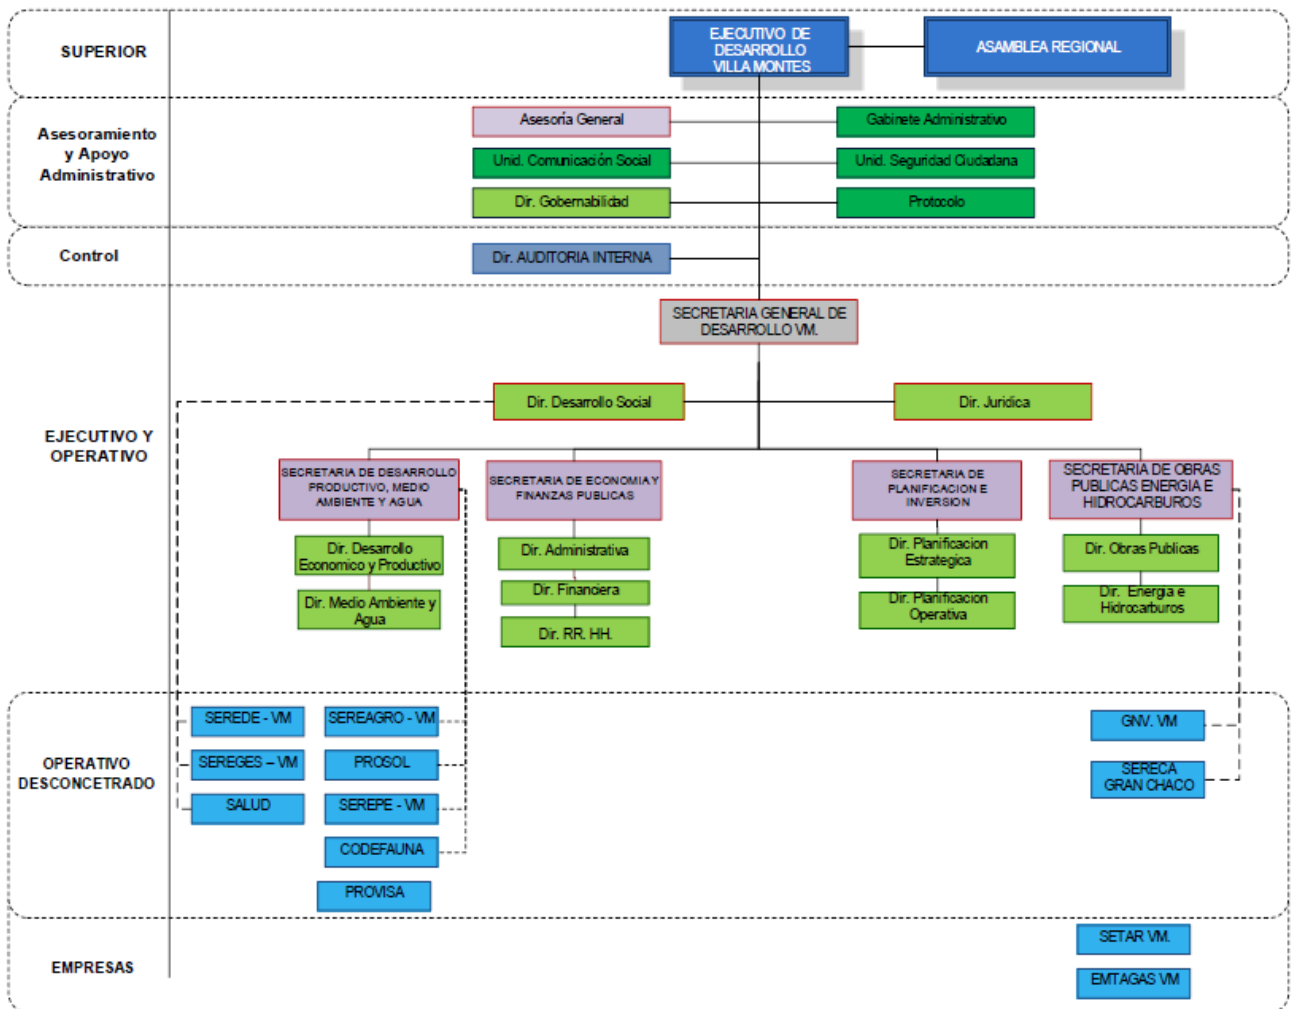 SUPERIOR
EJECUTIVO DE
DESARROLLO
VILLA MONTES
ASAMBLEA REGIONAL
Asesoramiento
y Apoyo
Administrativo
Asesoría General
Gabinete Administrativo
Unid. Comunicación Social
Unid. Seguridad Ciudadana
Dir. Gobernabilidad
Protocolo
Control
Dir. AUDITORIA INTERNA
SECRETARIA GENERAL DE
DESARROLLO VM.
EJECUTIVO Y
OPERATIVO
Dir. Desarrollo Social
Dir. Juridica
SECRETARIA DE DESARROLLO
PRODUCTIVO, MEDIO
AMBIENTE Y AGUA
SECRETARIA DE ECONOMIA Y
FINANZAS PUBLICAS
SECRETARIA DE
PLANIFICACION E
INVERSION
SECRETARIA DE OBRAS
PUBLICAS ENERGIA E
HIDROCARBUROS
Dir. Desarrollo
Economico y Productivo
Dir. Medio Ambiente y
Agua
Dir. Administrativa
Dir. Financiera
Dir. RR. HH.
Dir. Planificacion
Estrategica
Dir. Planificacion
Operativa
Dir. Obras Publicas
Dir. Energia e
Hidrocarburos
OPERATIVO
DESCONCETRADO
SEREDE - VM
SEREGES – VM
SALUD
SEREAGRO - VM
PROSOL
SEREPE - VM
CODEFAUNA
PROVISA
GNV. VM
SERECA
GRAN CHACO
EMPRESAS
SETAR VM.
EMTAGAS VM